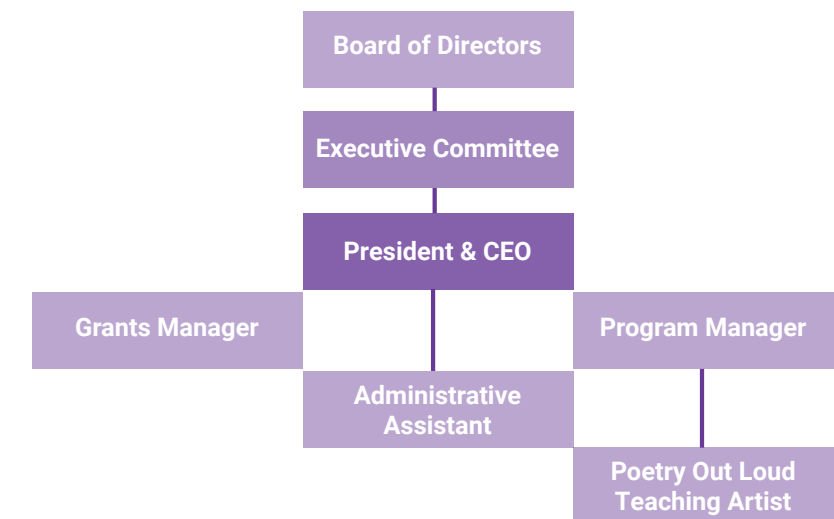 Board of Directors
Executive Committee
President & CEO
Grants Manager
Program Manager
Administrative
Assistant
Poetry Out Loud
Teaching Artist